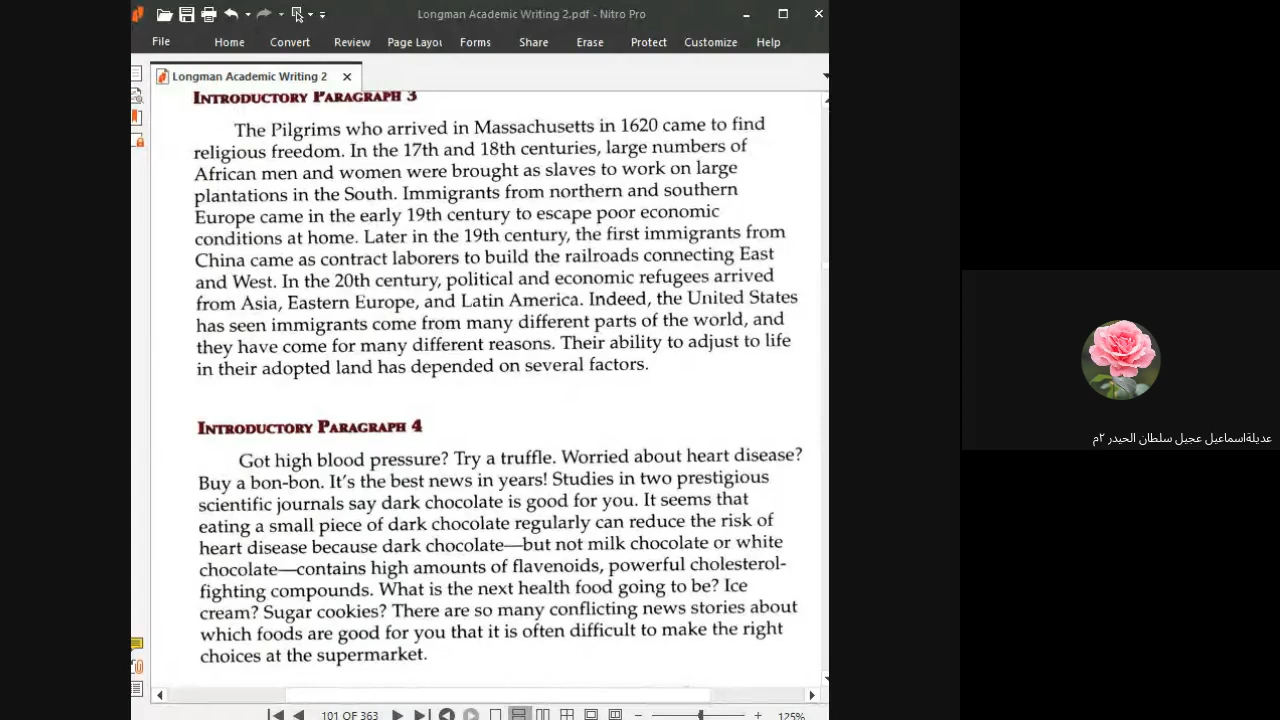 Longman Academic Writing 2.pdf - Nitro Pro
File Home Convert Review Page Layou Forms Share Erase Protect Customize Help
Longman Academic Writing 2
INTRODUCTORY PARAGRAPH 3
The Pilgrims who arrived in Massachusetts in 1620 came to find
religious freedom. In the 17th and 18th centuries, large numbers of
African men and women were brought as slaves to work on large
plantations in the South. Immigrants from northern and southern
Europe came in the early 19th century to escape poor economic
conditions at home. Later in the 19th century, the first immigrants from
China came as contract laborers to build the railroads connecting East
and West. In the 20th century, political and economic refugees arrived
from Asia, Eastern Europe, and Latin America. Indeed, the United States
has seen immigrants come from many different parts of the world, and
they have come for many different reasons. Their ability to adjust to life
in their adopted land has depended on several factors.
INTRODUCTORY PARAGRAPH 4
Got high blood pressure? Try a truffle. Worried about heart disease?
Buy a bon-bon. It's the best news in years! Studies in two prestigious
scientific journals say dark chocolate is good for you. It seems that
eating a small piece of dark chocolate regularly can reduce the risk of
heart disease because dark chocolate—but not milk chocolate or white
chocolate—contains high amounts of flavenoids, powerful cholesterol-
fighting compounds. What is the next health food going to be? Ice
cream? Sugar cookies? There are so many conflicting news stories about
which foods are good for you that it is often difficult to make the right
choices at the supermarket.
101 OF 363
125%
عديلةاسماعيل عجيل سلطان الحيدر ٢م